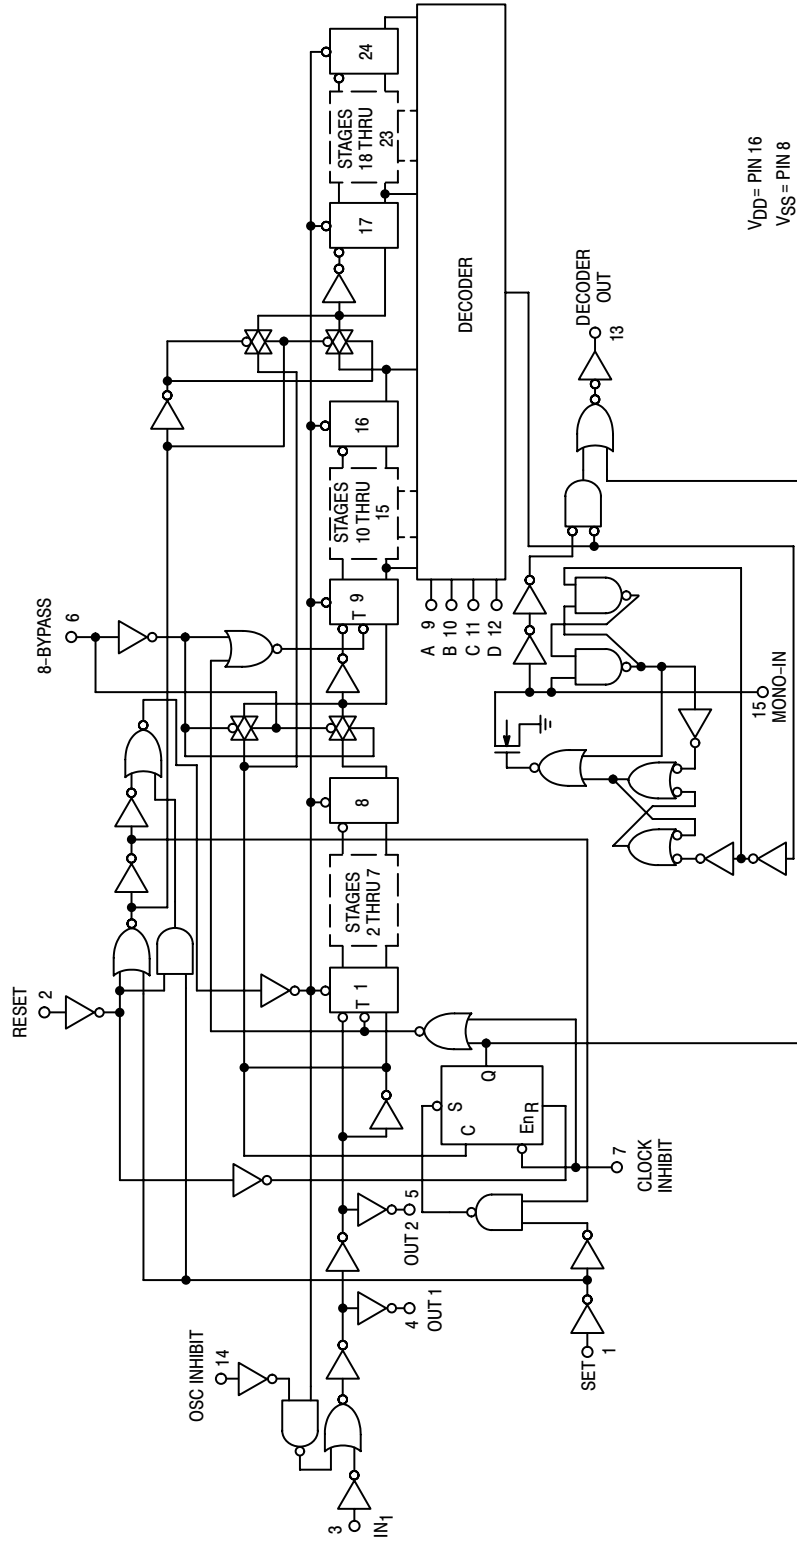 8-BYPASS
6
RESET
2
OSC INHIBIT
14
3
IN1
4
OUT 1
OUT 2
5
T 1
STAGES
2 THRU 7
8
T 9
STAGES
10 THRU
15
16
17
STAGES
18 THRU
23
24
DECODER
A 9
B 10
C 11
D 12
C
S
Q
En
R
SET
1
7
CLOCK
INHIBIT
15
MONO-IN
DECODER
OUT
13
VDD = PIN 16
VSS = PIN 8